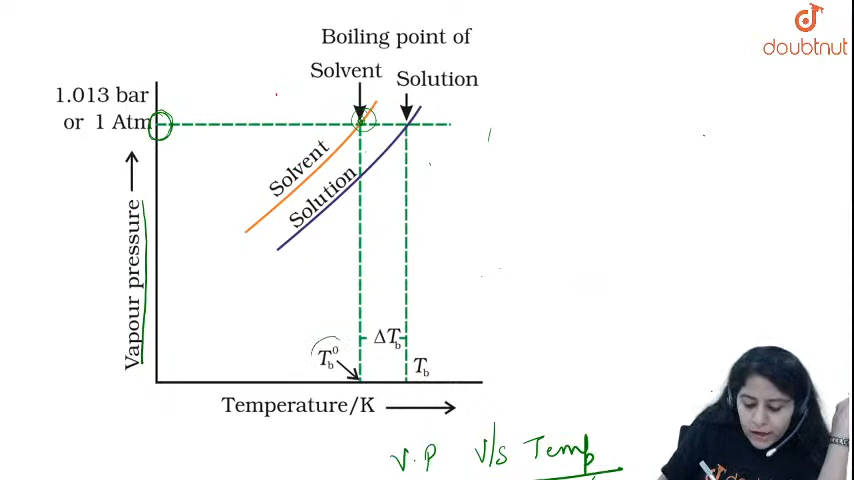 doubtnut
Boiling point of
Solvent Solution
1.013 bar
or 1 Atm
Solvent
Solution
Vapour pressure
ΔTb
Tb⁰
Tb
Temperature/K
V.P V/S Temp